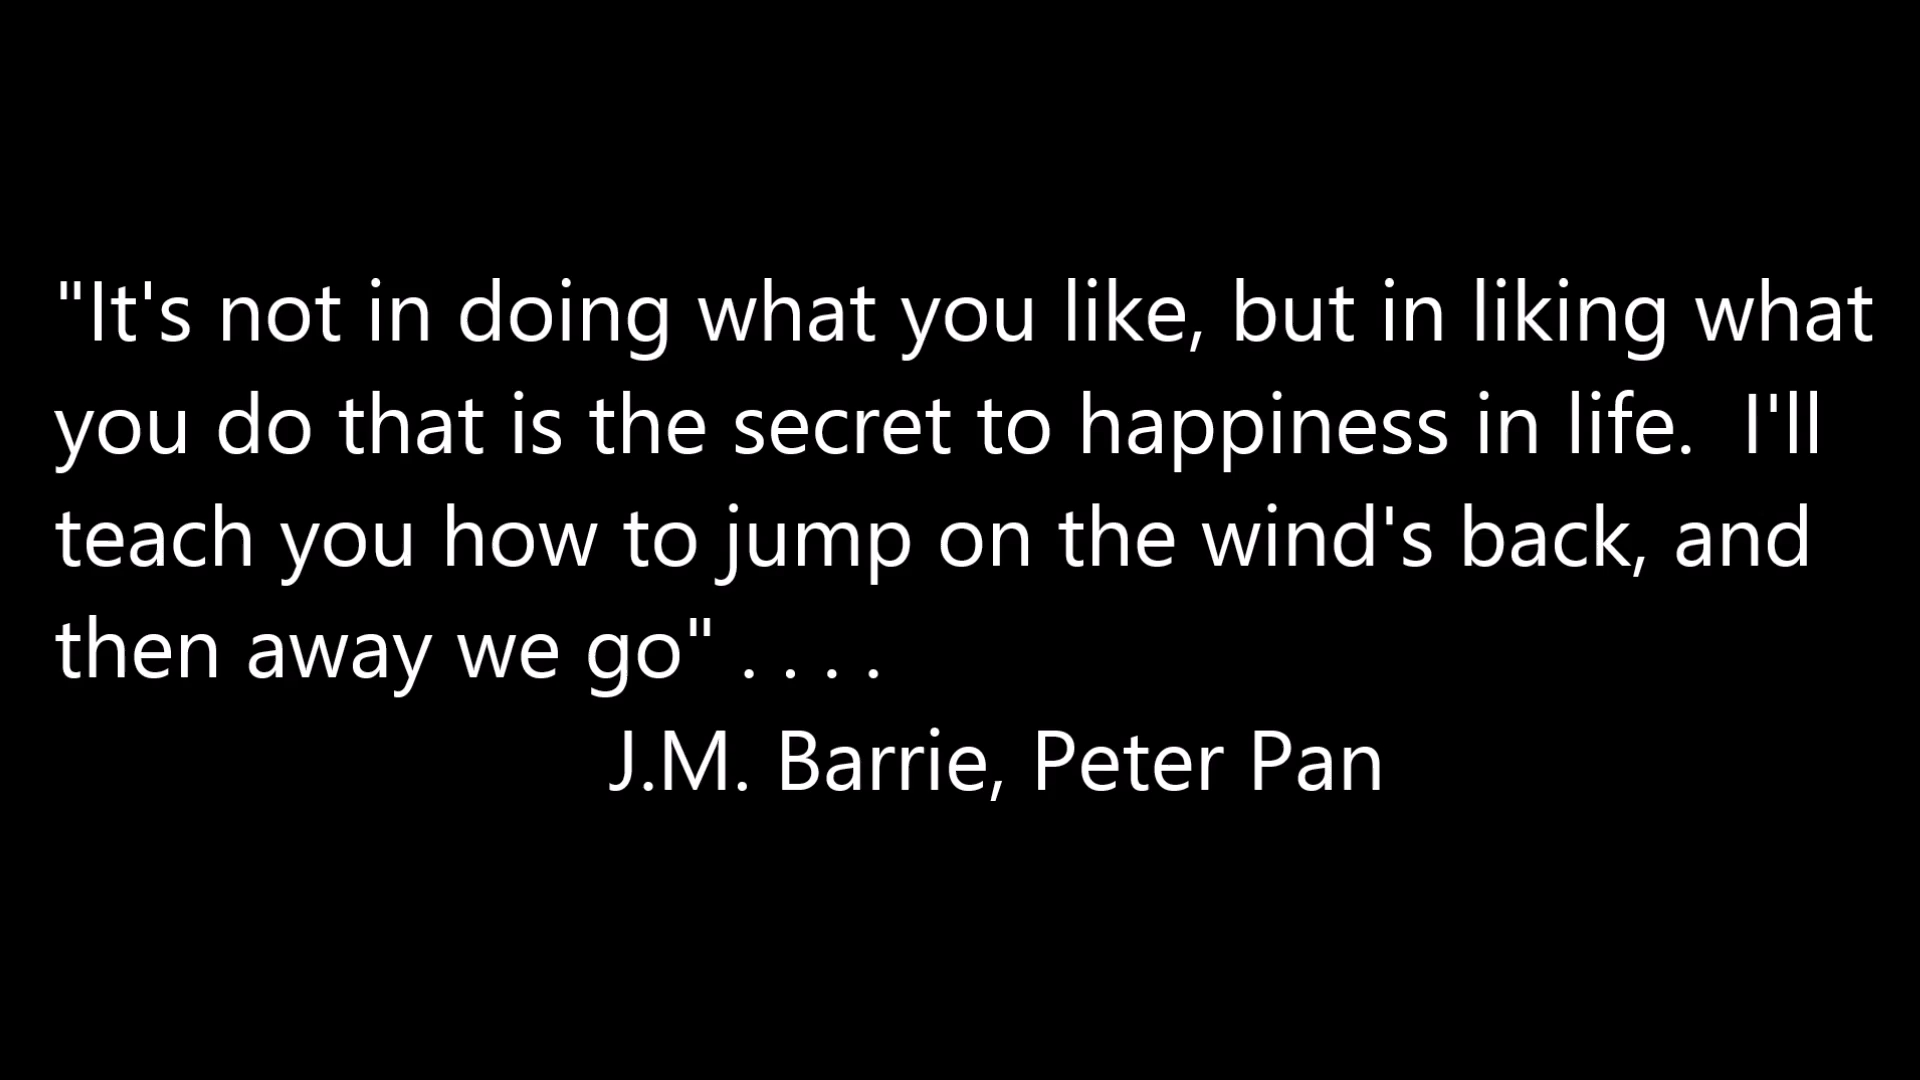 "It's not in doing what you like, but in liking what
you do that is the secret to happiness in life.  I'll
teach you how to jump on the wind's back, and
then away we go" . . . .
J.M. Barrie, Peter Pan